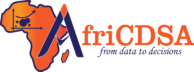 AfriCDSA
from data to decisions